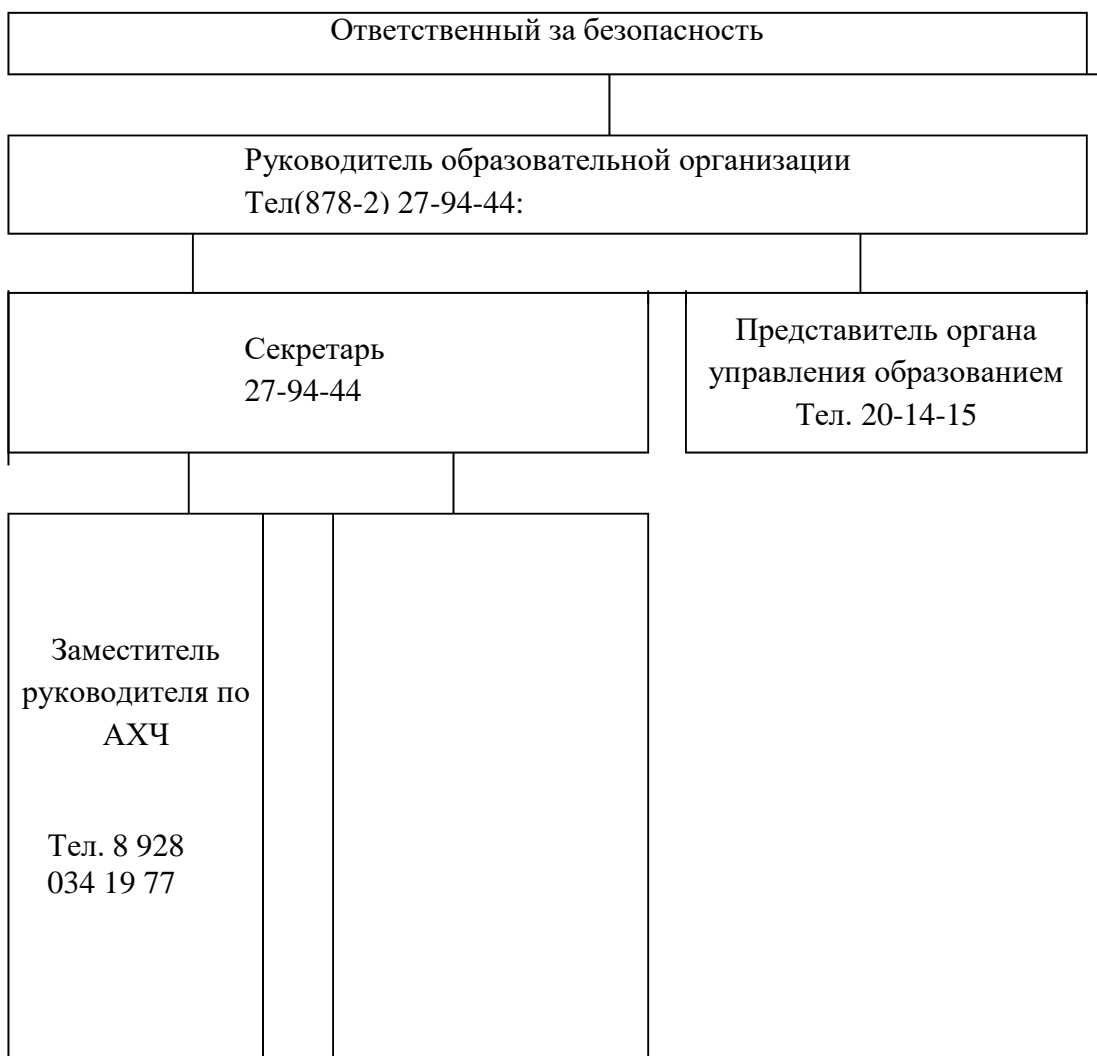 Ответственный за безопасность
Руководитель образовательной организации
Тел(878-2) 27-94-44:
Секретарь
27-94-44
Представитель органа
управления образованием
Тел. 20-14-15
Заместитель
руководителя по
АХЧ
Тел. 8 928
034 19 77